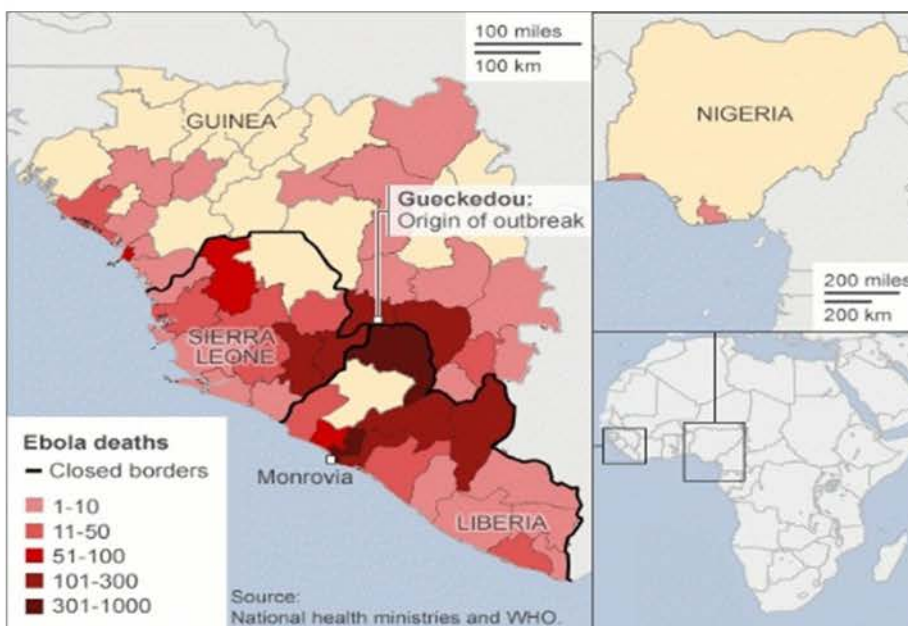 100 miles
100 km
GUINEA
Gueckedou:
Origin of outbreak
SIERRA
LEONE
Ebola deaths
Closed borders
1-10
11-50
51-100
101-300
301-1000
Monrovia
LIBERIA
Source:
National health ministries and WHO.
NIGERIA
200 miles
200 km